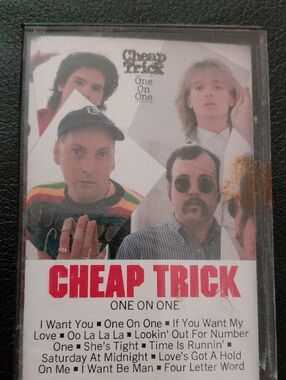 Cheap
Trick
One
On
One
CHEAP TRICK
ONE ON ONE
I Want You ■ One On One ■ If You Want My
Love ■ Oo La La La ■ Lookin' Out For Number
One ■ She's Tight ■ Time Is Runnin' ■
Saturday At Midnight ■ Love's Got A Hold
On Me ■ I Want Be Man ■ Four Letter Word